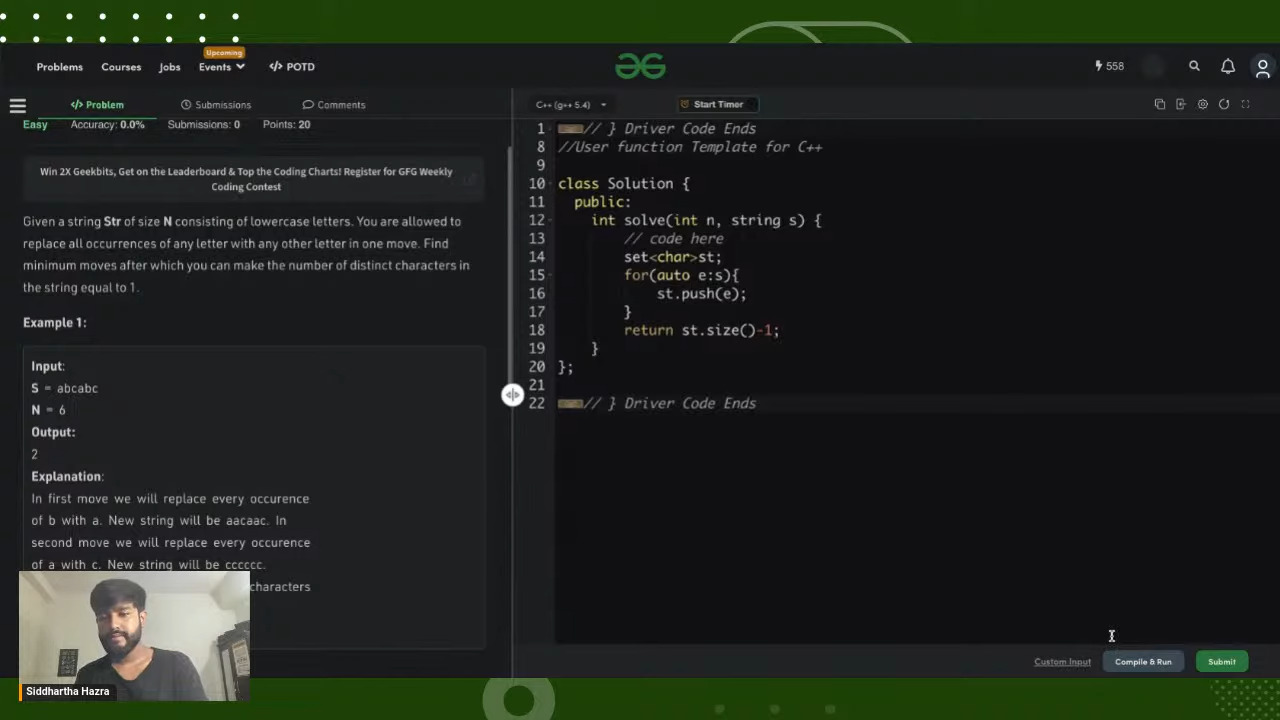 Upcoming
Problems Courses Jobs Events </> POTD 558
</> Problem Submissions Comments
Easy Accuracy: 0.0% Submissions: 0 Points: 20
Win 2X Geekbits, Get on the Leaderboard & Top the Coding Charts! Register for GFG Weekly
Coding Contest
Given a string Str of size N consisting of lowercase letters. You are allowed to
replace all occurrences of any letter with any other letter in one move. Find
minimum moves after which you can make the number of distinct characters in
the string equal to 1.
Example 1:
Input:
S = abcabc
N = 6
Output:
2
Explanation:
In first move we will replace every occurence
of b with a. New string will be aacaac. In
second move we will replace every occurence
of a with c. New string will be cccccc.
characters
Siddhartha Hazra
C++ (g++ 5.4) Start Timer
1 // } Driver Code Ends
8 //User function Template for C++
9
10 class Solution {
11 public:
12 int solve(int n, string s) {
13 // code here
14 set<char>st;
15 for(auto e:s){
16 st.push(e);
17 }
18 return st.size()-1;
19 }
20 };
21
22 // } Driver Code Ends
Custom Input Compile & Run Submit